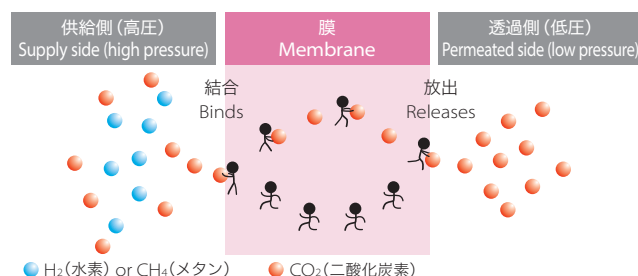 供給側（高圧）
Supply side (high pressure)
膜
Membrane
透過側（低圧）
Permeated side (low pressure)
結合
Binds
放出
Releases
H2(水素) or CH4(メタン)
CO2(二酸化炭素)